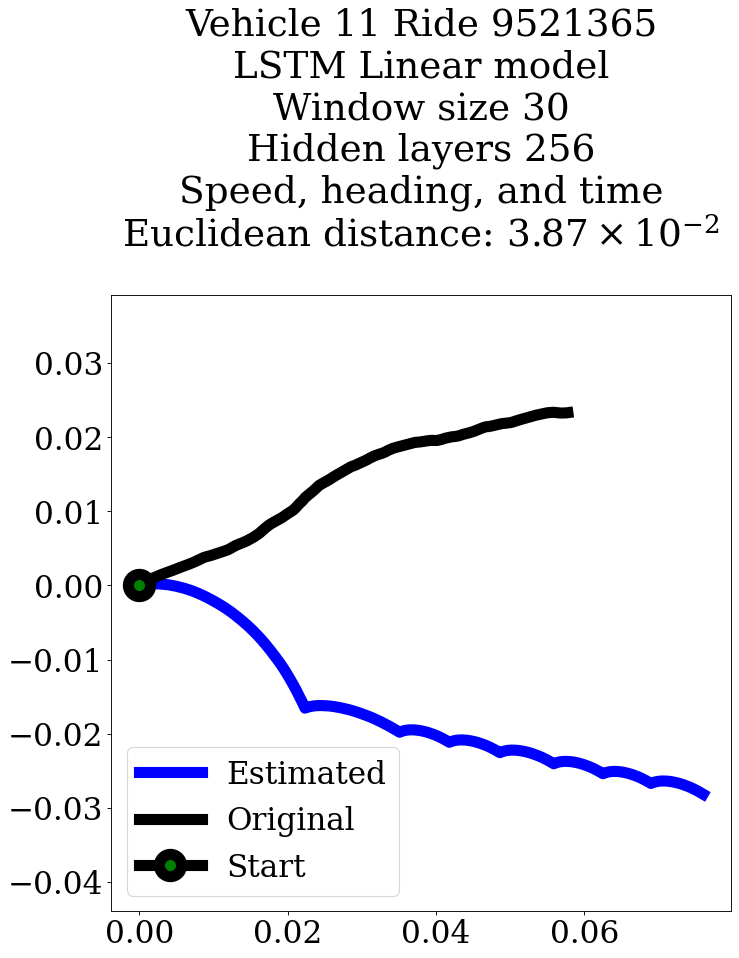 Vehicle 11 Ride 9521365
LSTM Linear model
Window size 30
Hidden layers 256
Speed, heading, and time
Euclidean distance: 3.87 × 10⁻²
0.03
0.02
0.01
0.00
−0.01
−0.02
−0.03
−0.04
Estimated
Original
Start
0.00 0.02 0.04 0.06